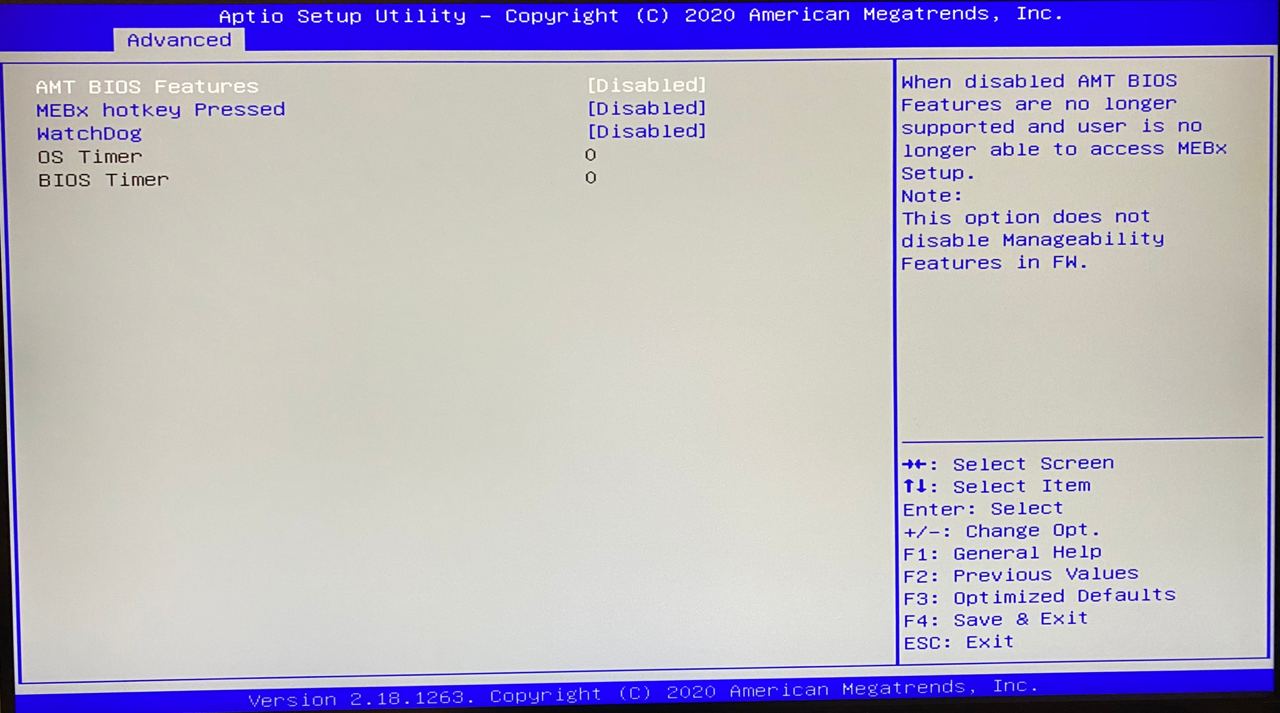 Aptio Setup Utility – Copyright (C) 2020 American Megatrends, Inc.
Advanced
AMT BIOS Features [Disabled]
MEBx hotkey Pressed [Disabled]
WatchDog [Disabled]
OS Timer 0
BIOS Timer 0
When disabled AMT BIOS
Features are no longer
supported and user is no
longer able to access MEBx
Setup.
Note:
This option does not
disable Manageability
Features in FW.
→←: Select Screen
↑↓: Select Item
Enter: Select
+/-: Change Opt.
F1: General Help
F2: Previous Values
F3: Optimized Defaults
F4: Save & Exit
ESC: Exit
Version 2.18.1263. Copyright (C) 2020 American Megatrends, Inc.